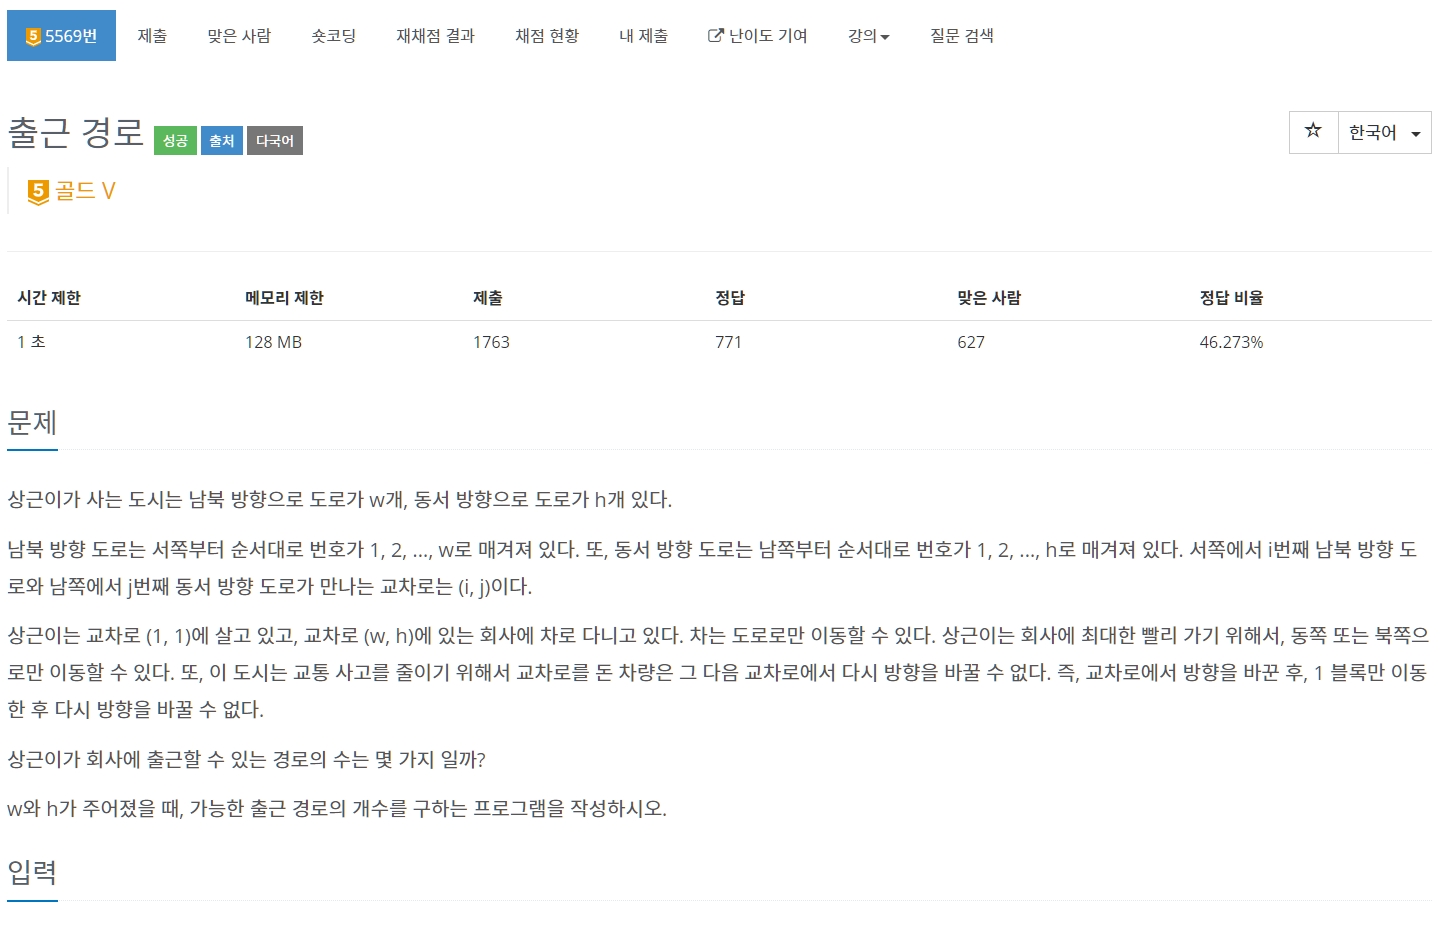 5 5569번 제출 맞은 사람 숏코딩 재채점 결과 채점 현황 내 제출 난이도 기여 강의 질문 검색
출근 경로 성공 출처 다국어 ☆ 한국어
5 골드 V
시간 제한 메모리 제한 제출 정답 맞은 사람 정답 비율
1 초 128 MB 1763 771 627 46.273%
문제
상근이가 사는 도시는 남북 방향으로 도로가 w개, 동서 방향으로 도로가 h개 있다.
남북 방향 도로는 서쪽부터 순서대로 번호가 1, 2, ..., w로 매겨져 있다. 또, 동서 방향 도로는 남쪽부터 순서대로 번호가 1, 2, ..., h로 매겨져 있다. 서쪽에서 i번째 남북 방향 도
로와 남쪽에서 j번째 동서 방향 도로가 만나는 교차로는 (i, j)이다.
상근이는 교차로 (1, 1)에 살고 있고, 교차로 (w, h)에 있는 회사에 차로 다니고 있다. 차는 도로로만 이동할 수 있다. 상근이는 회사에 최대한 빨리 가기 위해서, 동쪽 또는 북쪽으
로만 이동할 수 있다. 또, 이 도시는 교통 사고를 줄이기 위해서 교차로를 돈 차량은 그 다음 교차로에서 다시 방향을 바꿀 수 없다. 즉, 교차로에서 방향을 바꾼 후, 1 블록만 이동
한 후 다시 방향을 바꿀 수 없다.
상근이가 회사에 출근할 수 있는 경로의 수는 몇 가지 일까?
w와 h가 주어졌을 때, 가능한 출근 경로의 개수를 구하는 프로그램을 작성하시오.
입력